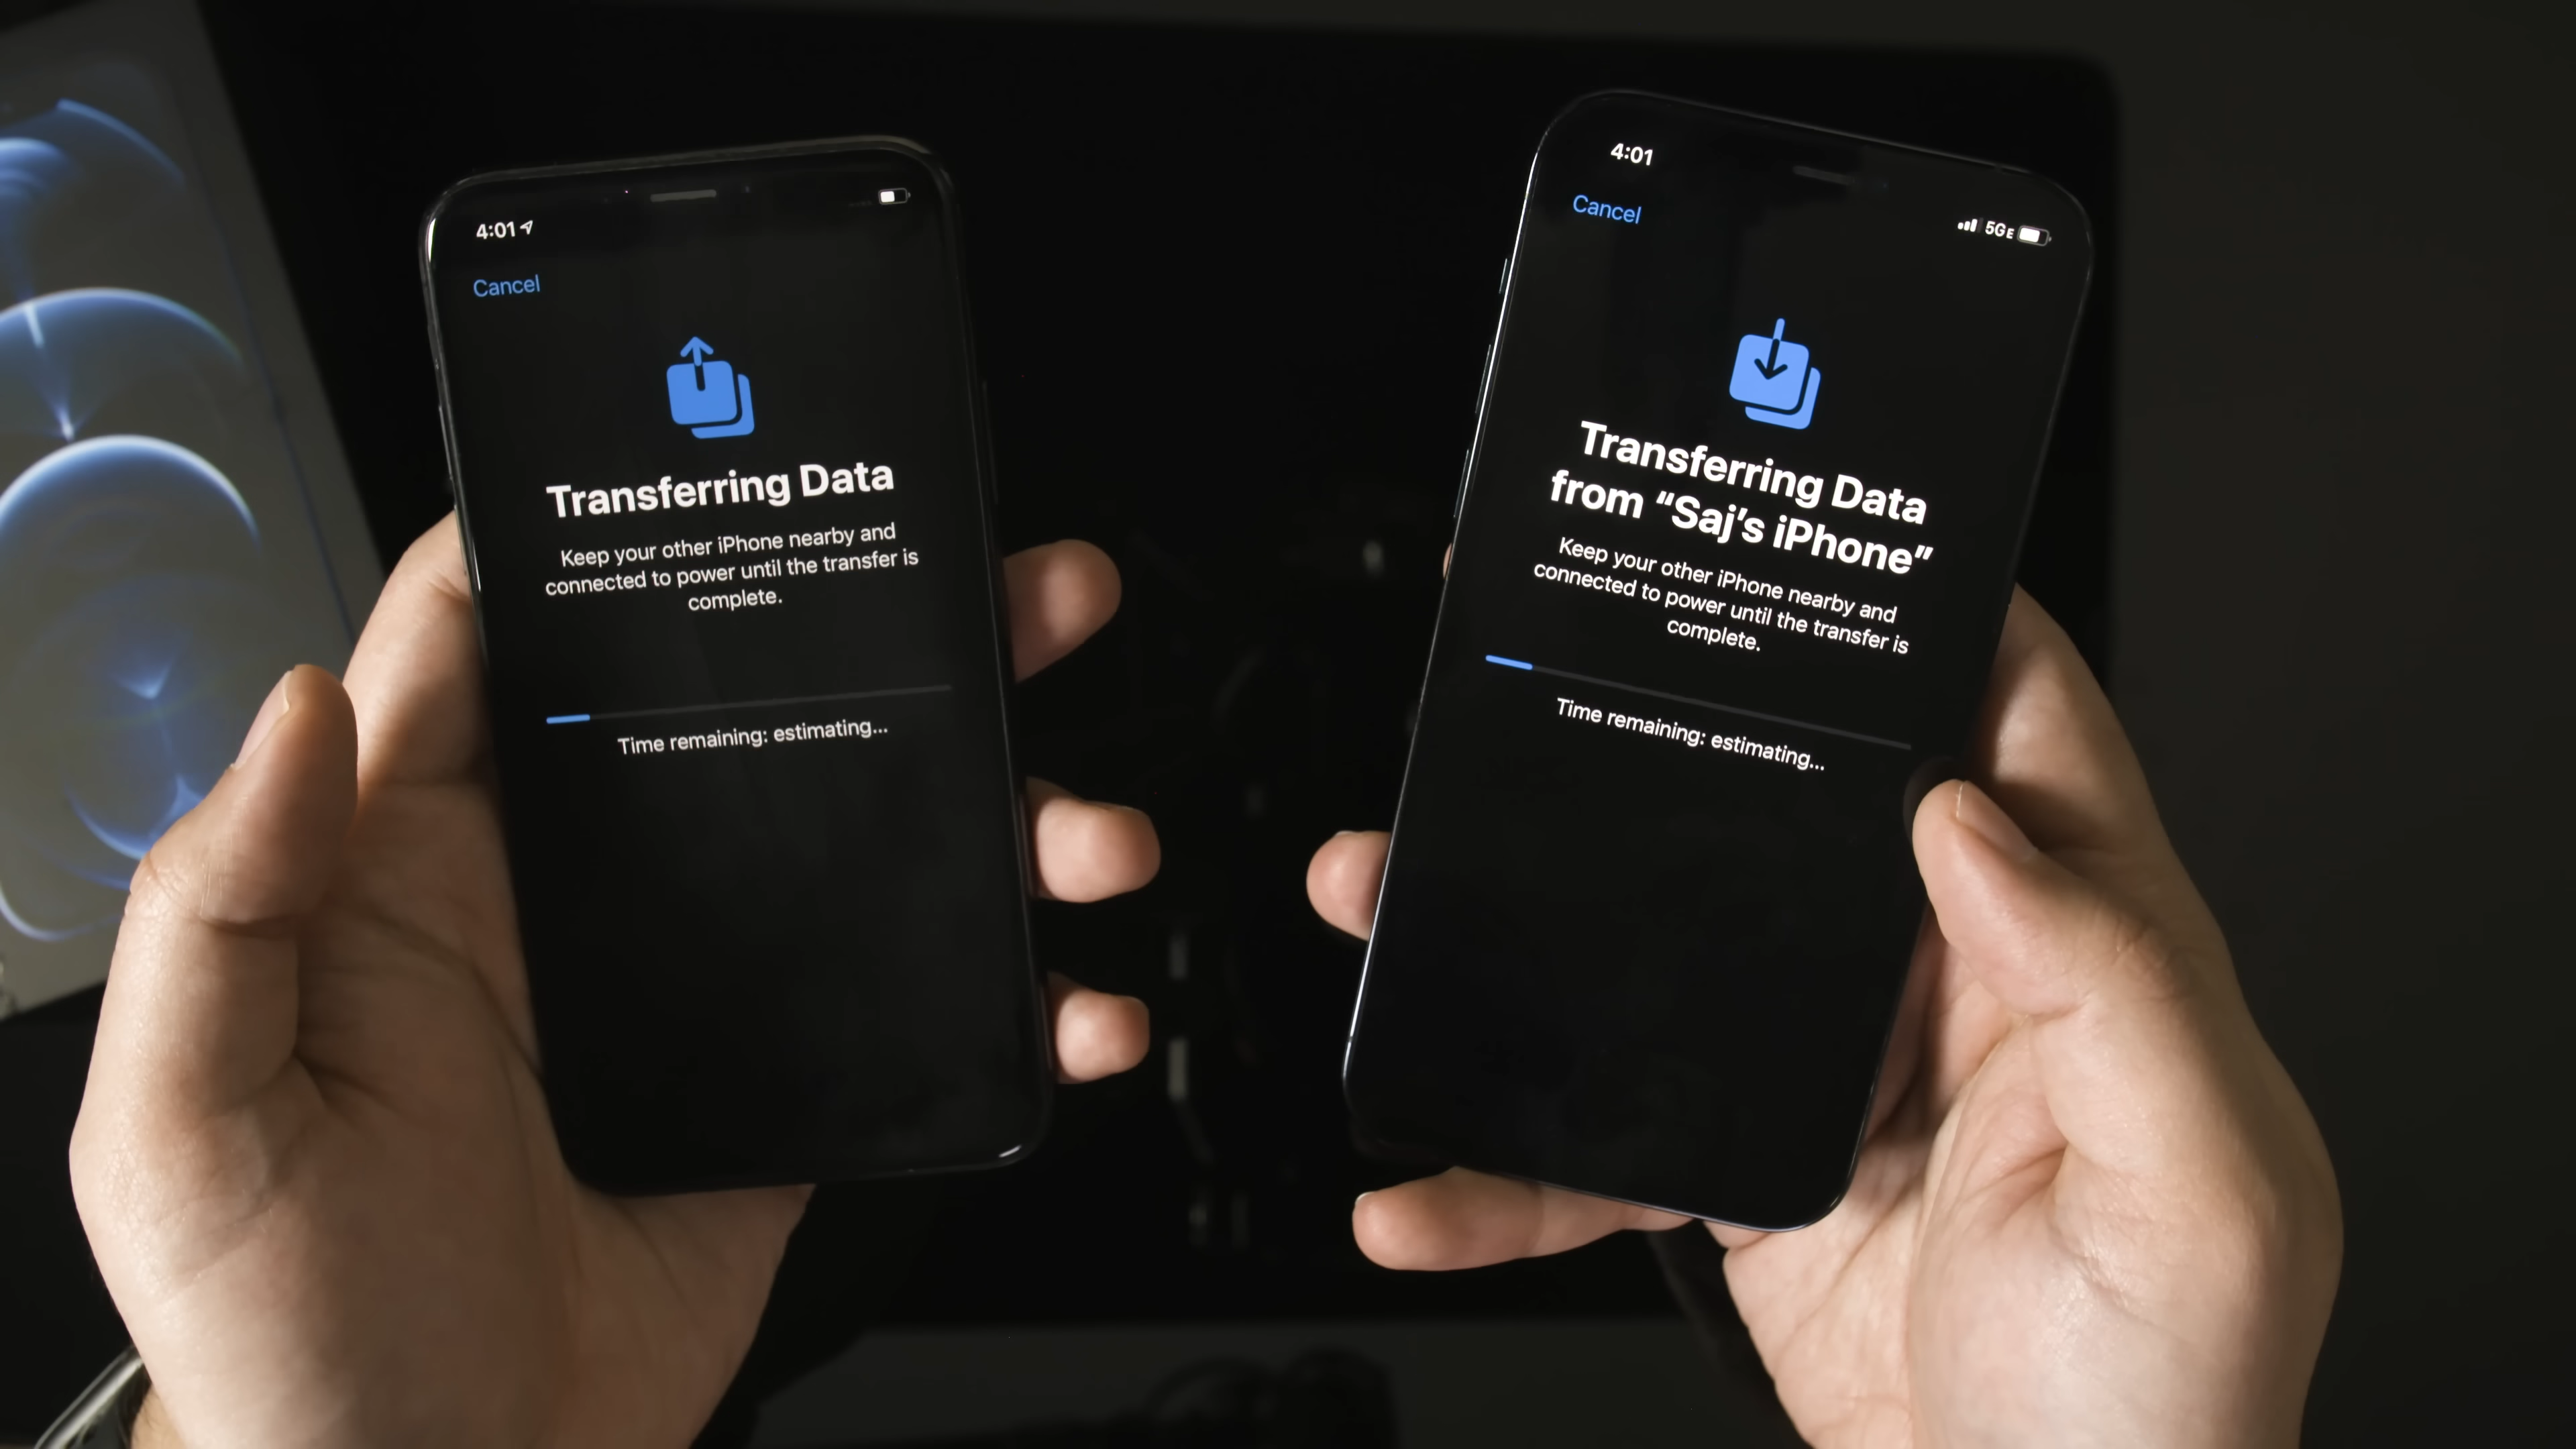 4:01
Cancel
Transferring Data
Keep your other iPhone nearby and
connected to power until the transfer is
complete.
Time remaining: estimating...
4:01
5GE
Cancel
Transferring Data
from “Saj’s iPhone”
Keep your other iPhone nearby and
connected to power until the transfer is
complete.
Time remaining: estimating...